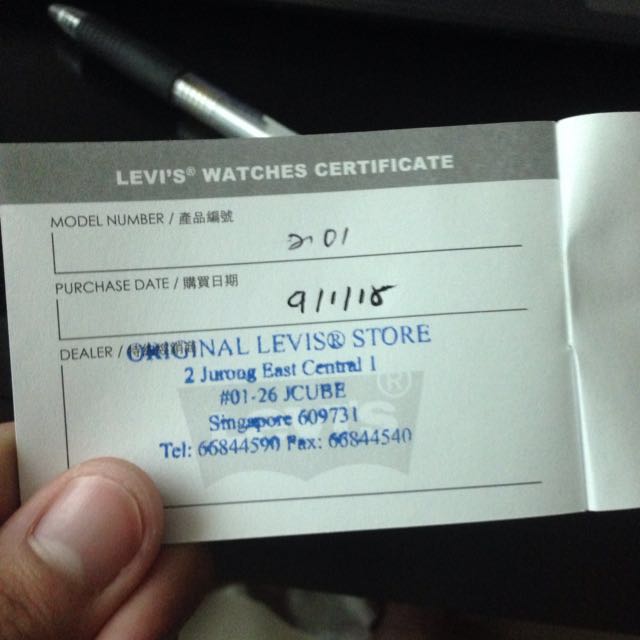 LEVI'S® WATCHES CERTIFICATE
MODEL NUMBER / 產品編號
PURCHASE DATE / 購買日期
9/1/15
DEALER /
ORIGINAL LEVIS® STORE
2 Jurong East Central 1
#01-26 JCUBE
Singapore 609731
Tel: 66844590 Fax: 66844540